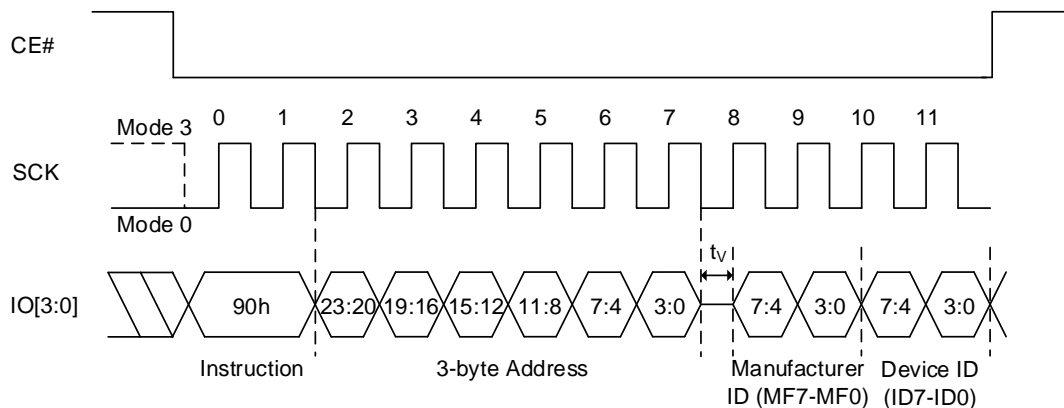 CE#
Mode 3
0 1 2 3 4 5 6 7 8 9 10 11
SCK
Mode 0
tV
IO[3:0]
90h 23:20 19:16 15:12 11:8 7:4 3:0 7:4 3:0 7:4 3:0
Instruction
3-byte Address
Manufacturer
ID (MF7-MF0)
Device ID
(ID7-ID0)